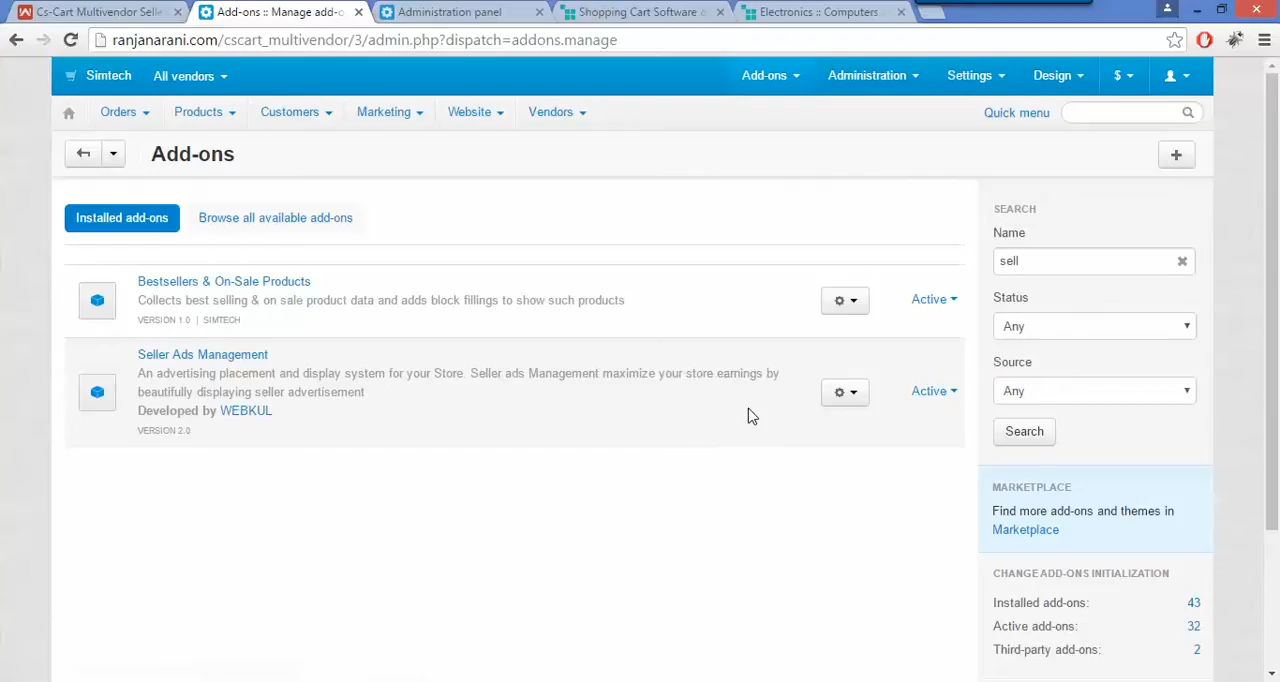 Cs-Cart Multivendor Selle
Add-ons :: Manage add-o
Administration panel
Shopping Cart Software
Electronics :: Computers
ranjanarani.com/cscart_multivendor/3/admin.php?dispatch=addons.manage
Simtech
All vendors
Add-ons
Administration
Settings
Design
$
Orders
Products
Customers
Marketing
Website
Vendors
Quick menu
Add-ons
Installed add-ons
Browse all available add-ons
Bestsellers & On-Sale Products
Collects best selling & on sale product data and adds block fillings to show such products
VERSION 1.0 | SIMTECH
Active
Seller Ads Management
An advertising placement and display system for your Store. Seller ads Management maximize your store earnings by
beautifully displaying seller advertisement
Developed by WEBKUL
VERSION 2.0
Active
SEARCH
Name
sell
Status
Any
Source
Any
Search
MARKETPLACE
Find more add-ons and themes in
Marketplace
CHANGE ADD-ONS INITIALIZATION
Installed add-ons: 43
Active add-ons: 32
Third-party add-ons: 2